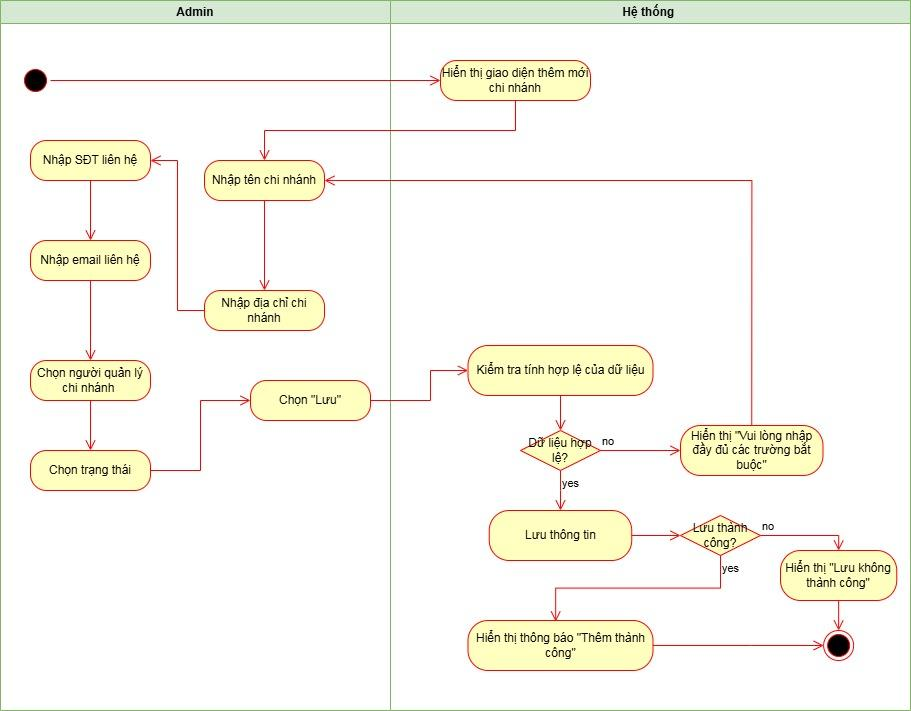 Admin
Hệ thống
Hiển thị giao diện thêm mới
chi nhánh
Nhập SĐT liên hệ
Nhập tên chi nhánh
Nhập email liên hệ
Nhập địa chỉ chi
nhánh
Chọn người quản lý
chi nhánh
Chọn "Lưu"
Kiểm tra tính hợp lệ của dữ liệu
Chọn trạng thái
Dữ liệu hợp
lệ?
no
Hiển thị "Vui lòng nhập
đầy đủ các trường bắt
buộc"
yes
Lưu thông tin
Lưu thành
công?
no
yes
Hiển thị "Lưu không
thành công"
Hiển thị thông báo "Thêm thành
công"